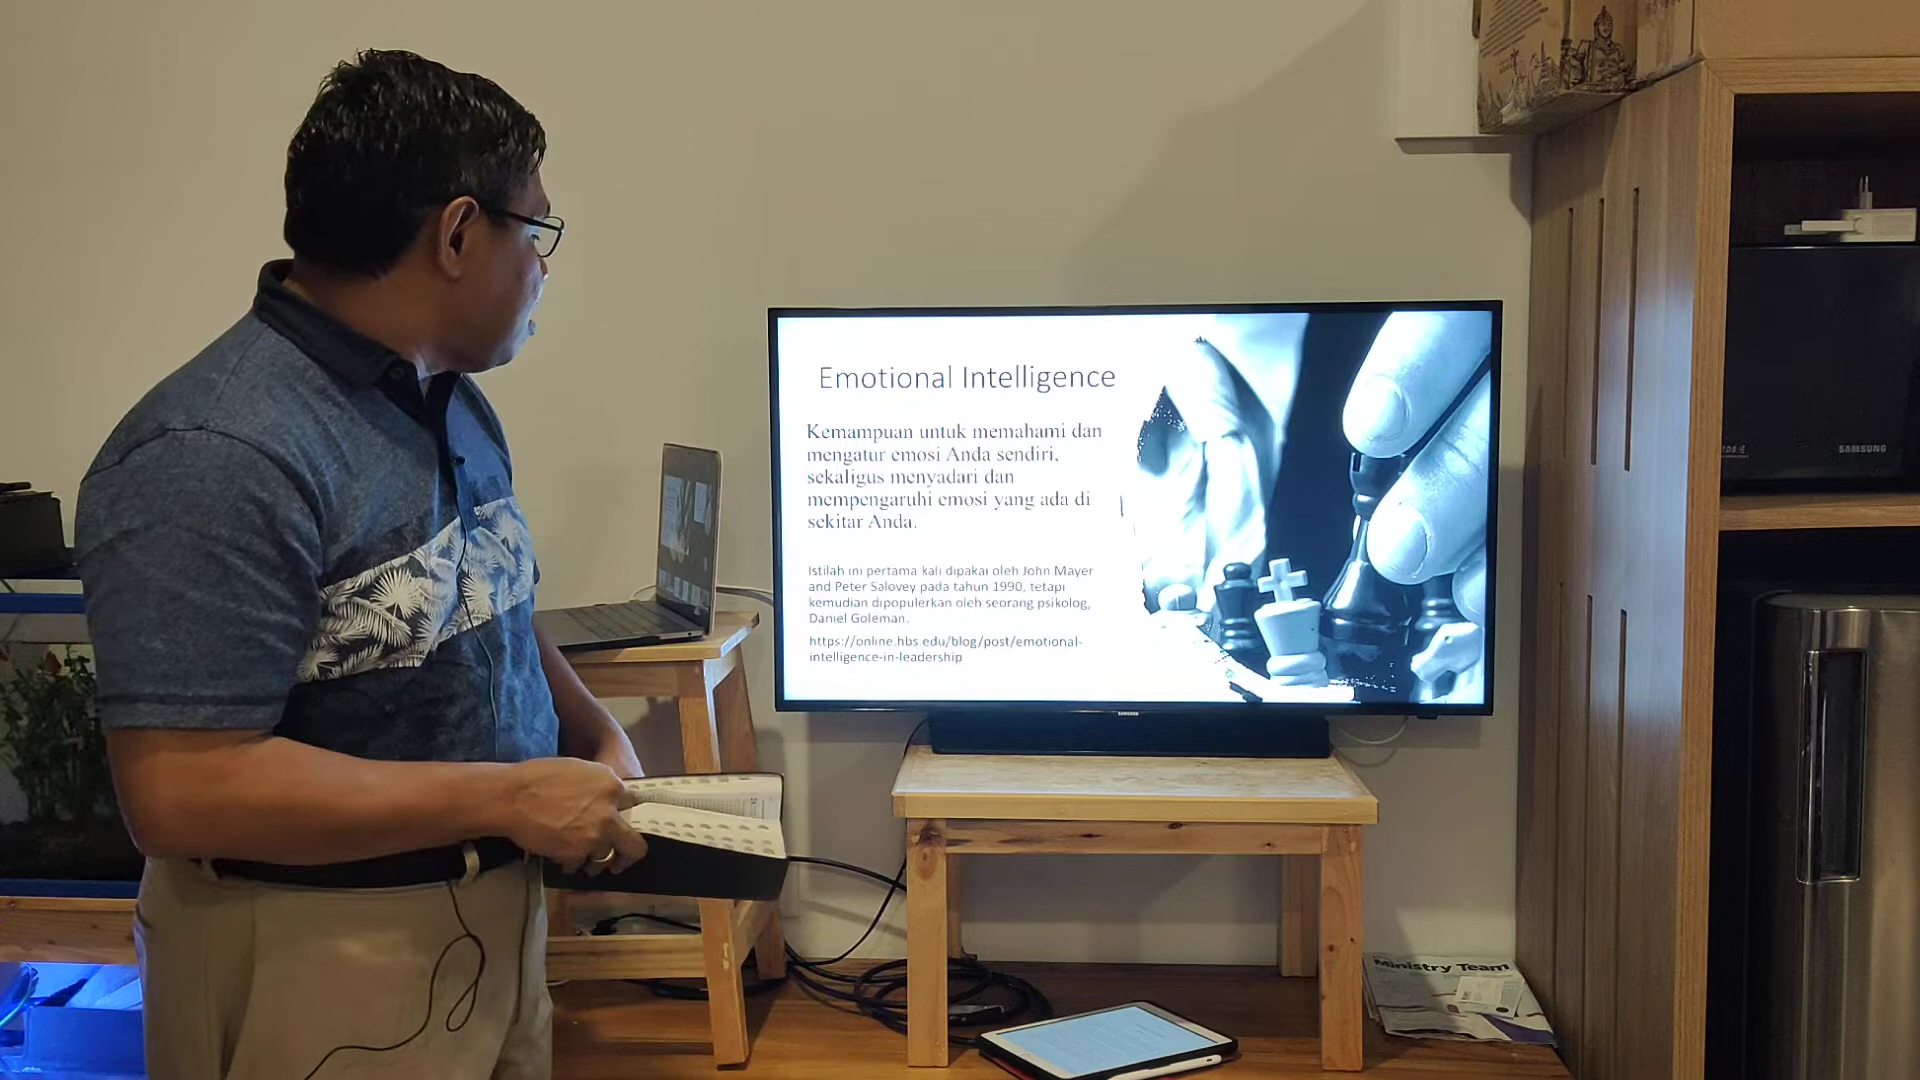 Emotional Intelligence
Kemampuan untuk memahami dan
mengatur emosi Anda sendiri,
sekaligus menyadari dan
mempengaruhi emosi yang ada di
sekitar Anda.
Istilah ini pertama kali dipakai oleh John Mayer
and Peter Salovey pada tahun 1990, tetapi
kemudian dipopulerkan oleh seorang psikolog,
Daniel Goleman.
https://online.hbs.edu/blog/post/emotional-
intelligence-in-leadership
SAMSUNG
SAMSUNG
Ministry Team